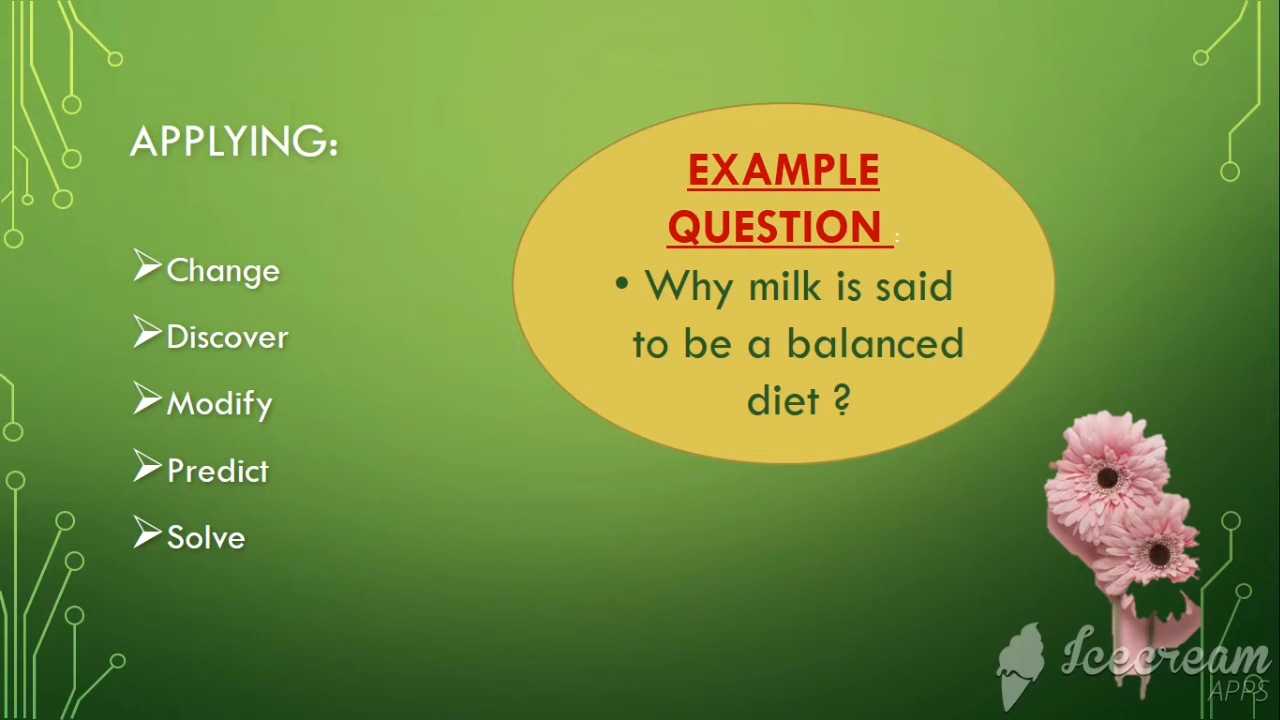 APPLYING:
Change
Discover
Modify
Predict
Solve
EXAMPLE
QUESTION :
• Why milk is said
to be a balanced
diet ?
Icecream
APPS